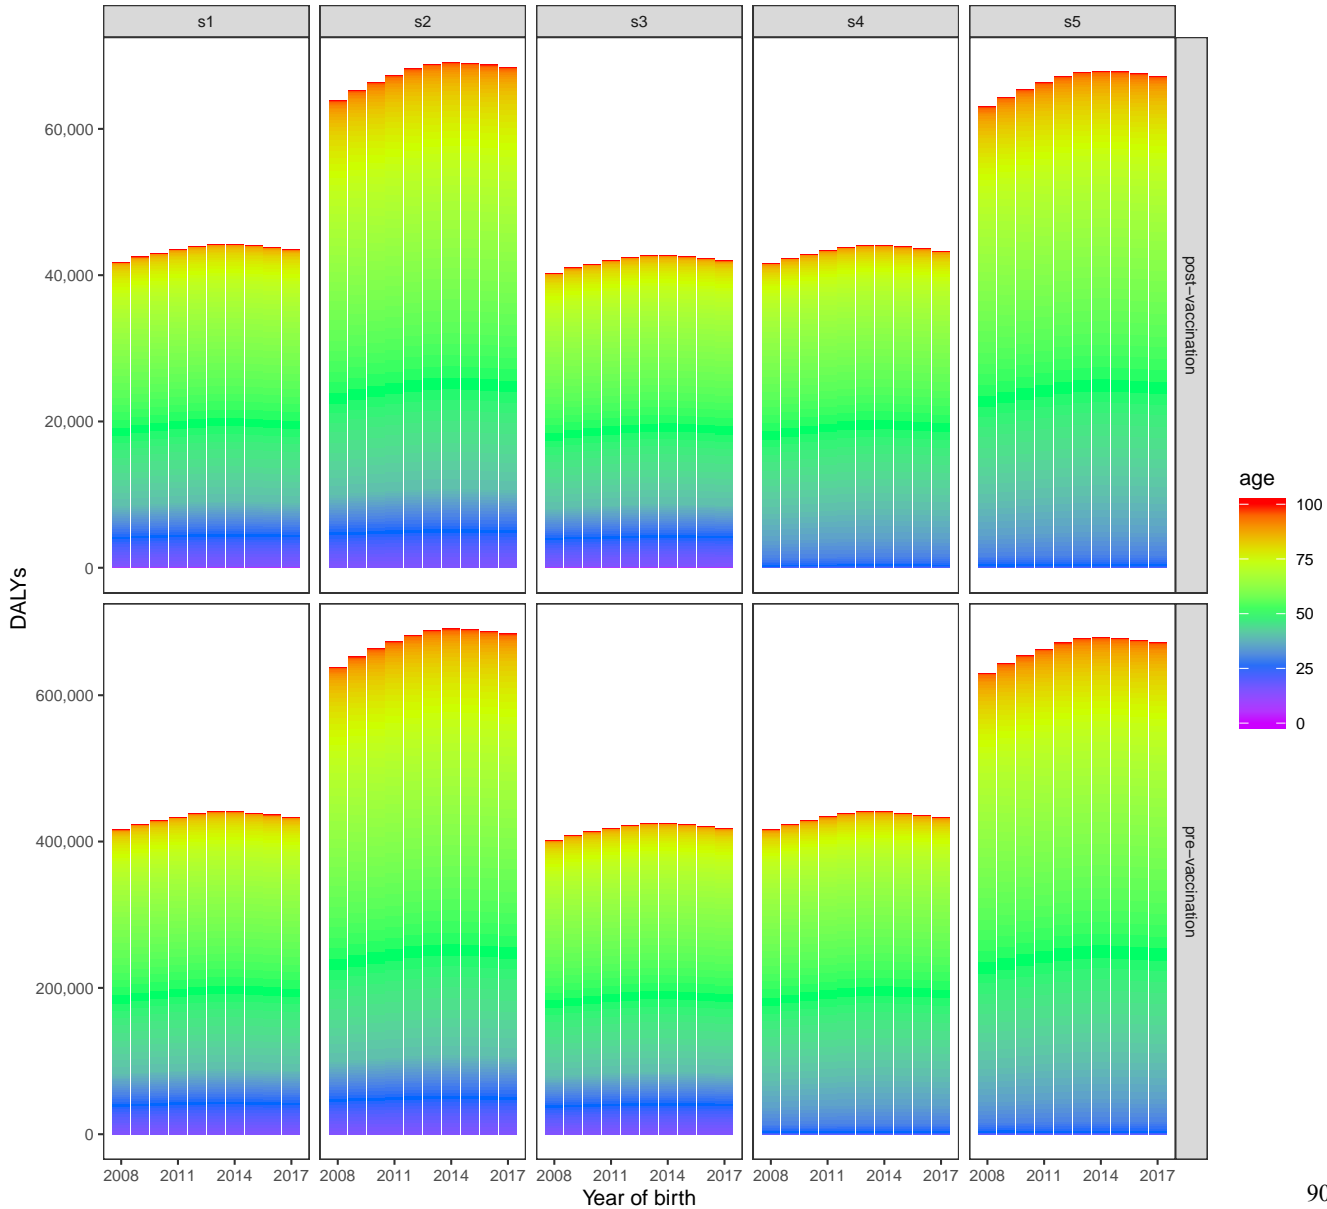 s1 s2 s3 s4 s5
60,000
40,000
20,000
0
post−vaccination
DALYs
600,000
400,000
200,000
0
pre−vaccination
2008 2011 2014 2017 2008 2011 2014 2017 2008 2011 2014 2017 2008 2011 2014 2017 2008 2011 2014 2017
Year of birth
age
100
75
50
25
0
90